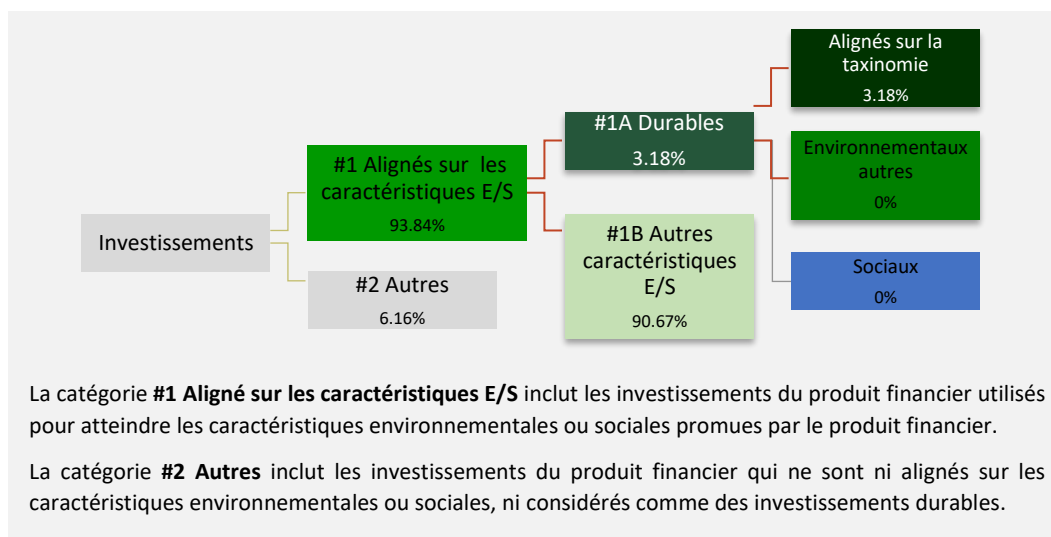 Investissements
#1 Alignés sur les
caractéristiques E/S
93.84%
#2 Autres
6.16%
#1A Durables
3.18%
#1B Autres
caractéristiques
E/S
90.67%
Alignés sur la
taxinomie
3.18%
Environnementaux
autres
0%
Sociaux
0%
La catégorie #1 Aligné sur les caractéristiques E/S inclut les investissements du produit financier utilisés
pour atteindre les caractéristiques environnementales ou sociales promues par le produit financier.
La catégorie #2 Autres inclut les investissements du produit financier qui ne sont ni alignés sur les
caractéristiques environnementales ou sociales, ni considérés comme des investissements durables.